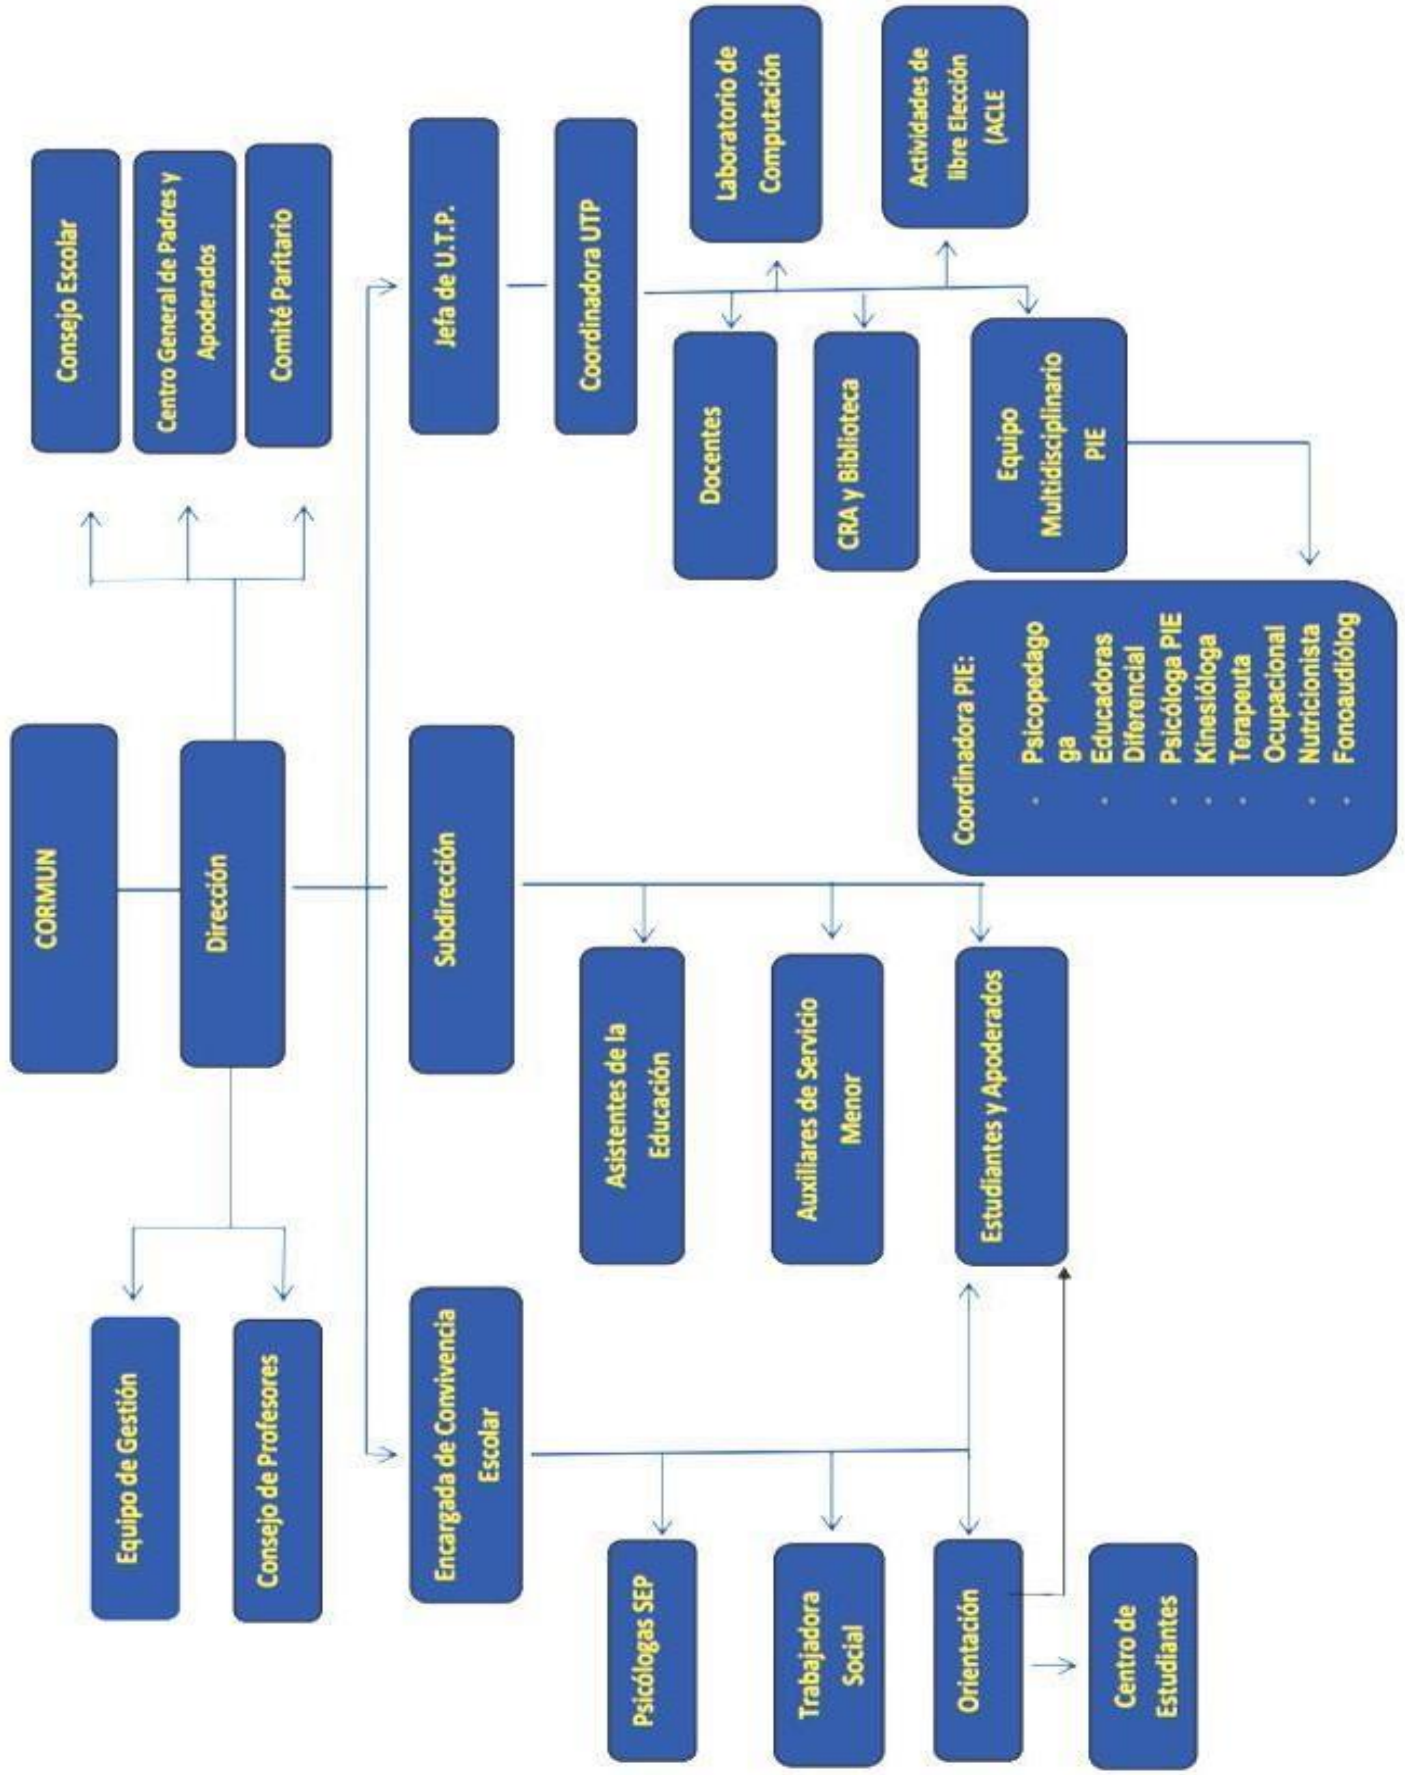 CORMUN
Dirección
Equipo de Gestión
Consejo de Profesores
Consejo Escolar
Centro General de Padres y
Apoderados
Comité Paritario
Encargada de Convivencia
Escolar
Subdirección
Jefa de U.T.P.
Coordinadora UTP
Psicólogas SEP
Trabajadora
Social
Orientación
Centro de
Estudiantes
Asistentes de la
Educación
Auxiliares de Servicio
Menor
Estudiantes y Apoderados
Docentes
CRA y Biblioteca
Equipo
Multidisciplinario
PIE
Laboratorio de
Computación
Actividades de
libre Elección
(ACLE
Coordinadora PIE:
· Psicopedago
ga
· Educadoras
Diferencial
· Psicóloga PIE
· Kinesióloga
· Terapeuta
Ocupacional
· Nutricionista
· Fonoaudiólog